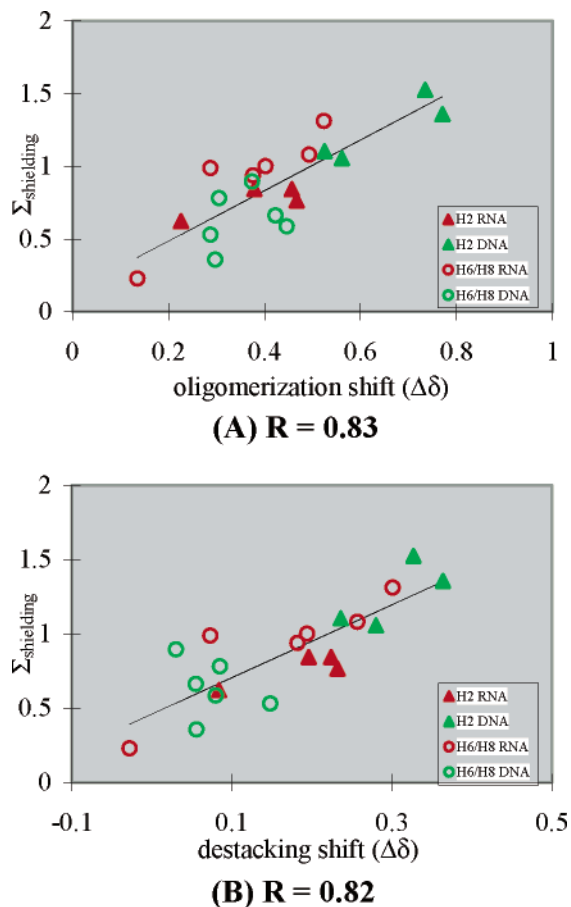 2
1.5
1
0.5
0
Σshielding
H2 RNA
H2 DNA
H6/H8 RNA
H6/H8 DNA
0 0.2 0.4 0.6 0.8 1
oligomerization shift (Δδ)
(A) R = 0.83
2
1.5
1
0.5
0
Σshielding
H2 RNA
H2 DNA
H6/H8 RNA
H6/H8 DNA
-0.1 0.1 0.3 0.5
destacking shift (Δδ)
(B) R = 0.82